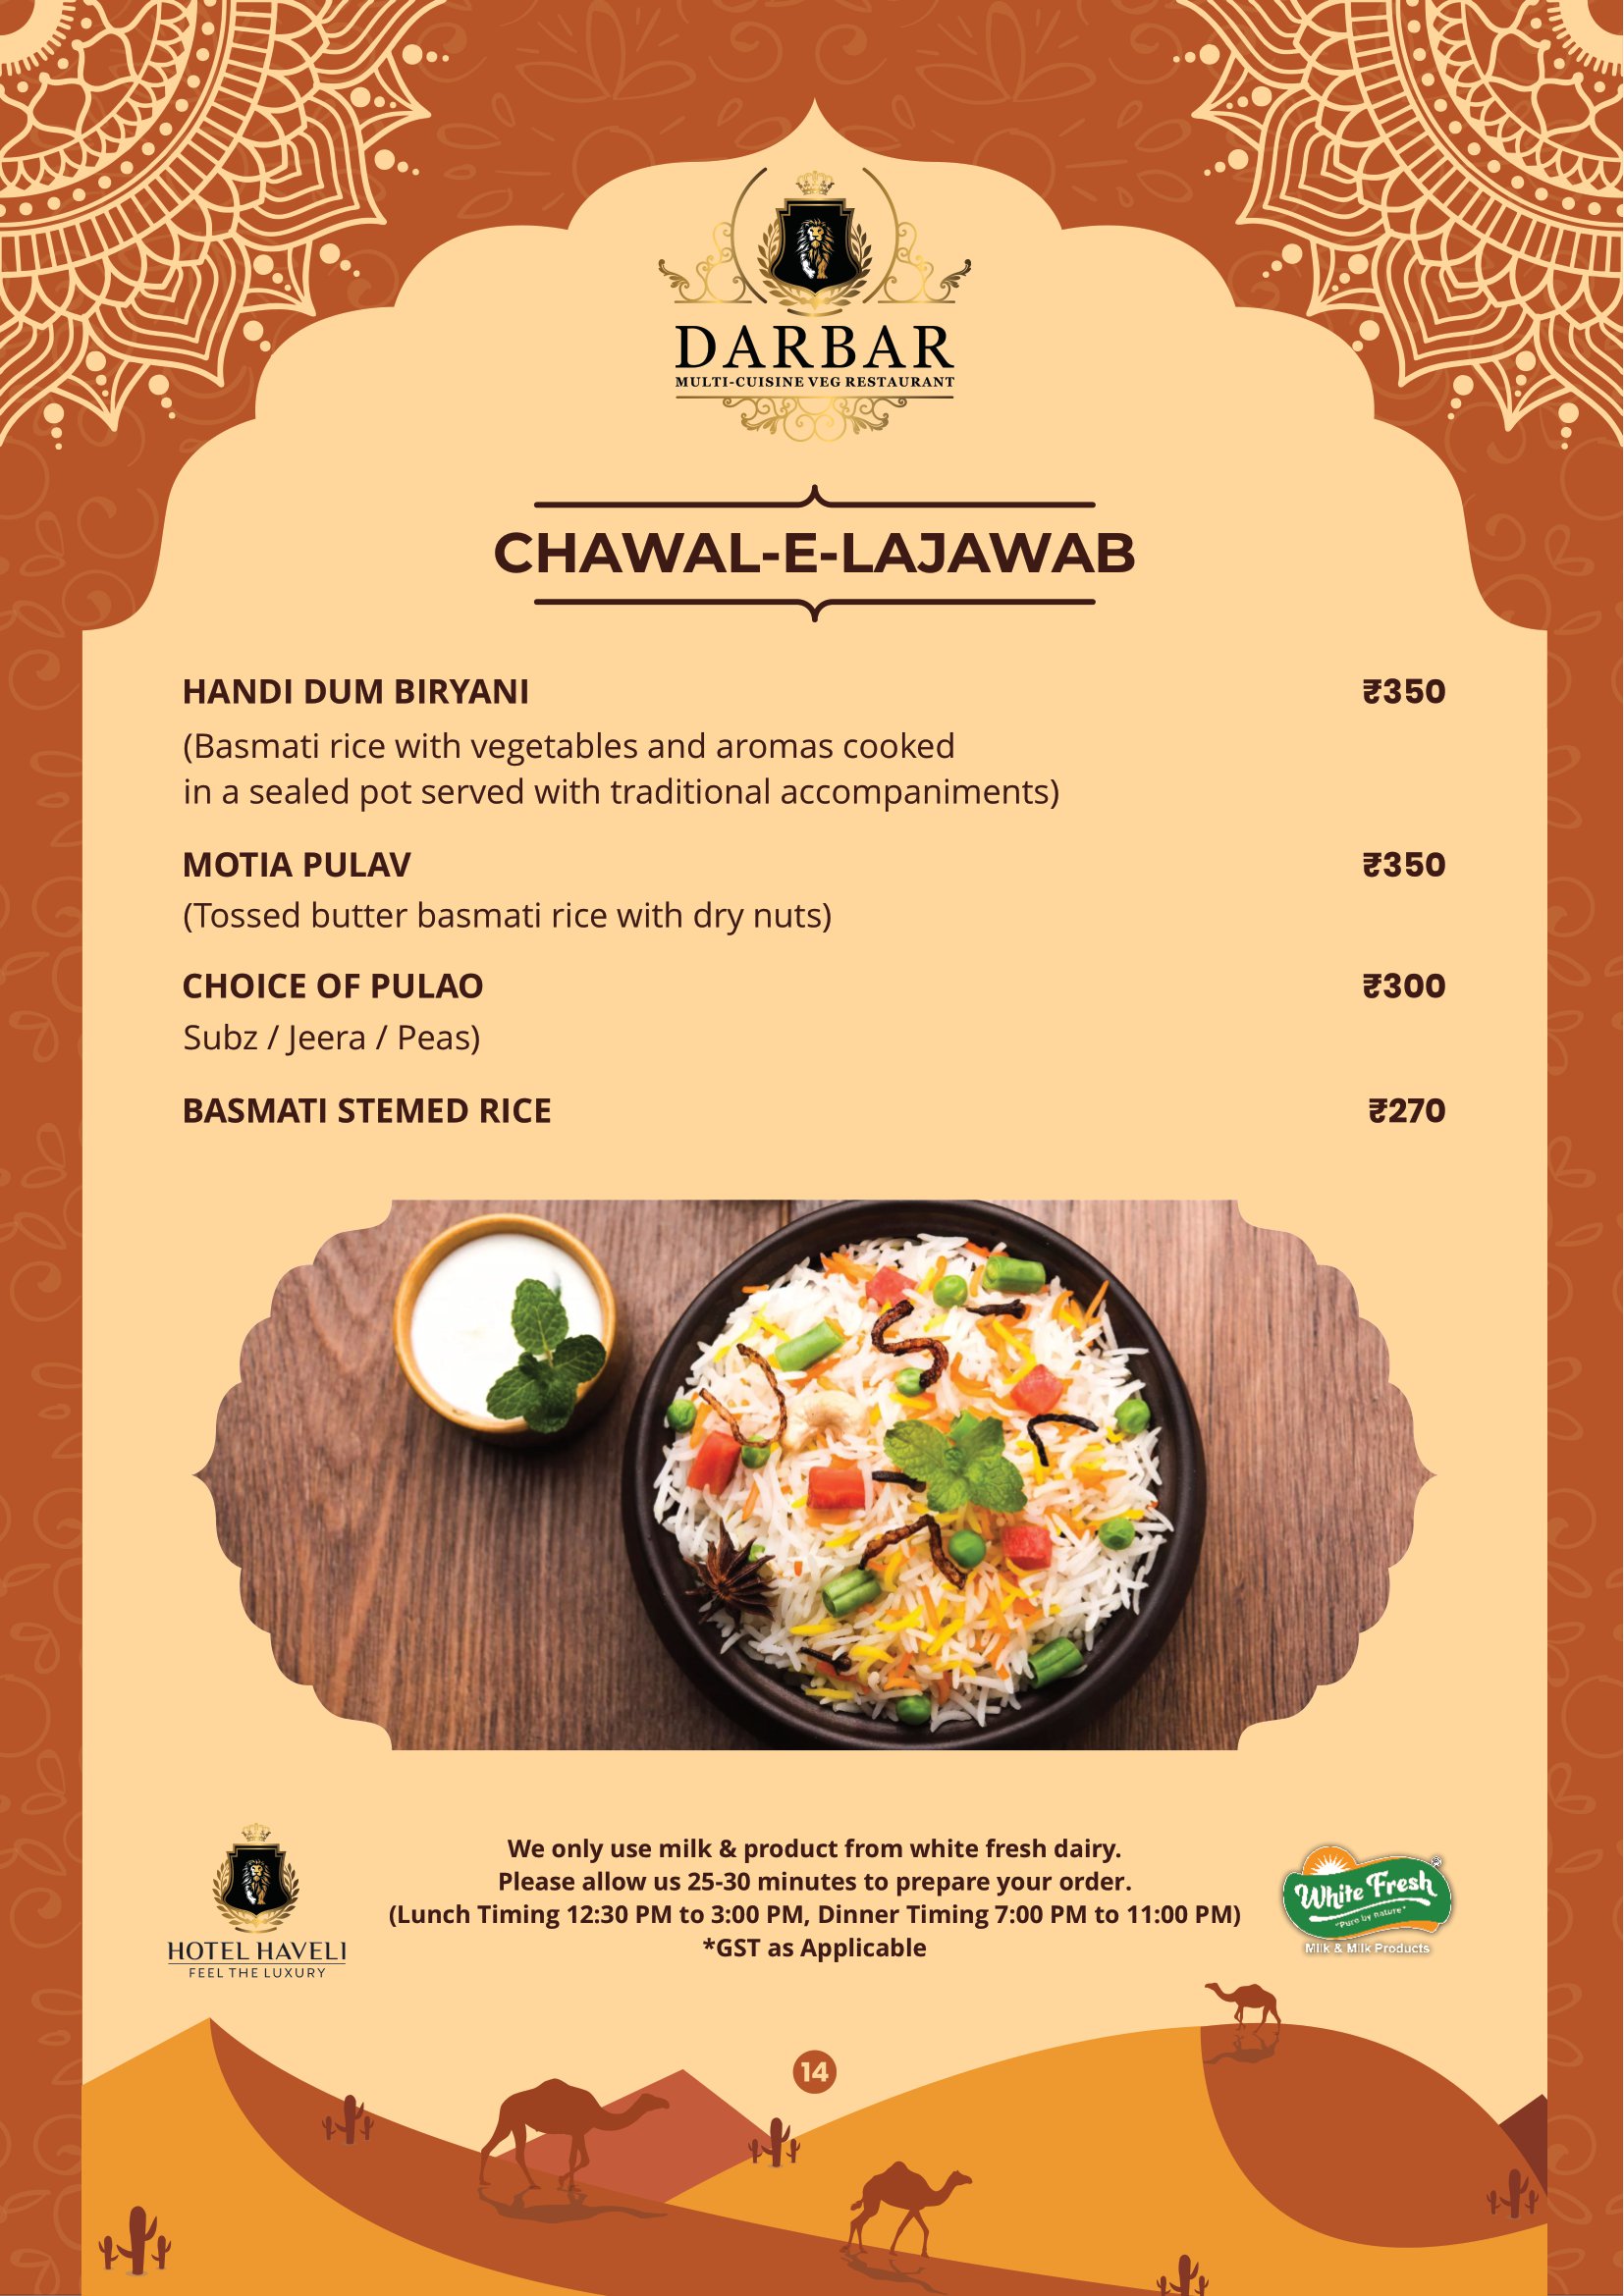 DARBAR
MULTI-CUISINE VEG RESTAURANT
CHAWAL-E-LAJAWAB
HANDI DUM BIRYANI ₹350
(Basmati rice with vegetables and aromas cooked
in a sealed pot served with traditional accompaniments)
MOTIA PULAV ₹350
(Tossed butter basmati rice with dry nuts)
CHOICE OF PULAO ₹300
Subz / Jeera / Peas)
BASMATI STEMED RICE ₹270
We only use milk & product from white fresh dairy.
Please allow us 25-30 minutes to prepare your order.
(Lunch Timing 12:30 PM to 3:00 PM, Dinner Timing 7:00 PM to 11:00 PM)
*GST as Applicable
HOTEL HAVELI
FEEL THE LUXURY
White Fresh
"Pure by nature"
Milk & Milk Products
14